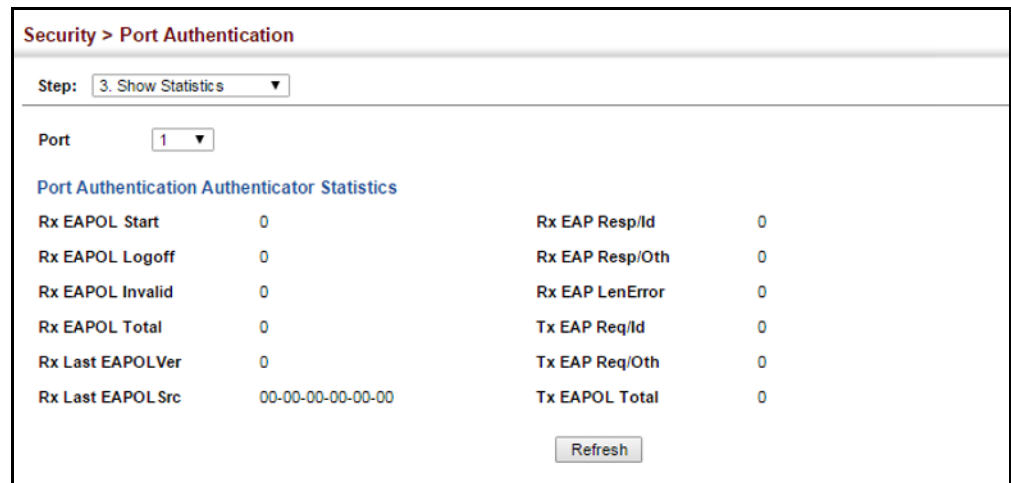 Security > Port Authentication
Step: 3. Show Statistics ▼
Port 1 ▼
Port Authentication Authenticator Statistics
Rx EAPOL Start 0 Rx EAP Resp/Id 0
Rx EAPOL Logoff 0 Rx EAP Resp/Oth 0
Rx EAPOL Invalid 0 Rx EAP LenError 0
Rx EAPOL Total 0 Tx EAP Req/Id 0
Rx Last EAPOLVer 0 Tx EAP Req/Oth 0
Rx Last EAPOLSrc 00-00-00-00-00-00 Tx EAPOL Total 0
Refresh